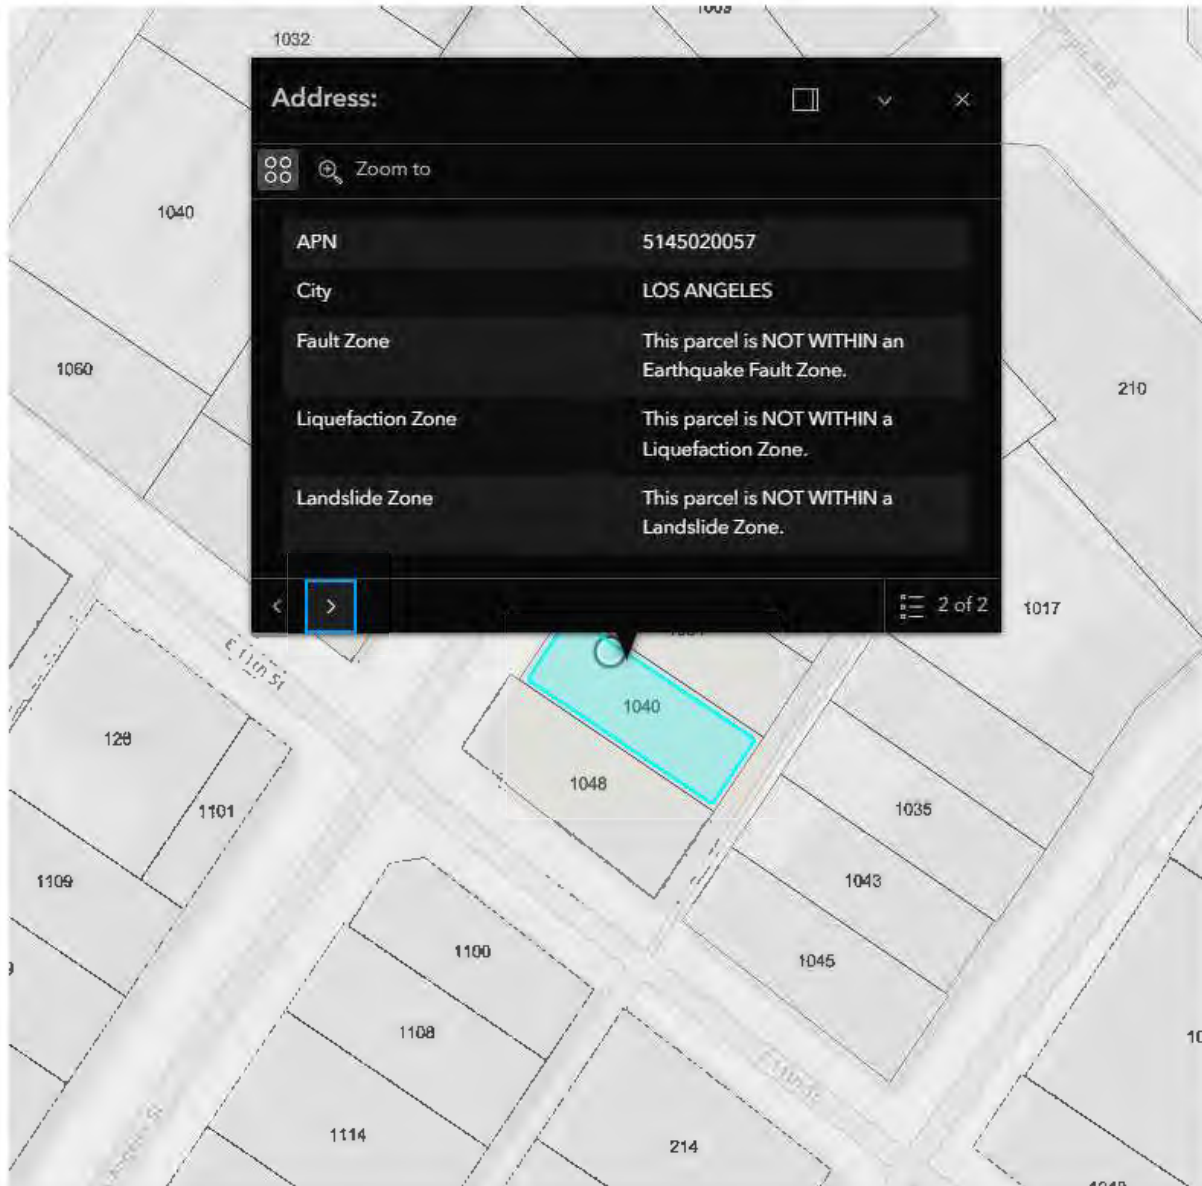 1009
1032
Address:
Zoom to
1040
APN 5145020057
City LOS ANGELES
Fault Zone This parcel is NOT WITHIN an
Earthquake Fault Zone.
1060
210
Liquefaction Zone This parcel is NOT WITHIN a
Liquefaction Zone.
Landslide Zone This parcel is NOT WITHIN a
Landslide Zone.
2 of 2
1017
E 11th St
1040
128
1048
1101
1035
1109
1043
1100
1045
1108
E 11th St
1114
214